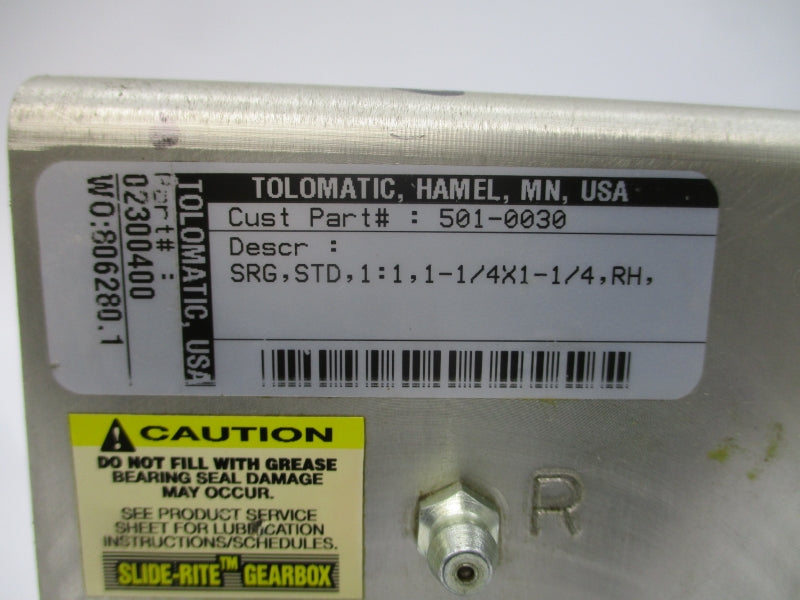 TOLOMATIC, HAMEL, MN, USA
Cust Part# : 501-0030
Descr :
SRG,STD,1:1,1-1/4X1-1/4,RH,
TOLOMATIC, USA
Part# :
02300400
WO:806280.1
CAUTION
DO NOT FILL WITH GREASE
BEARING SEAL DAMAGE
MAY OCCUR.
SEE PRODUCT SERVICE
SHEET FOR LUBRICATION
INSTRUCTIONS/SCHEDULES.
SLIDE-RITE™ GEARBOX
R